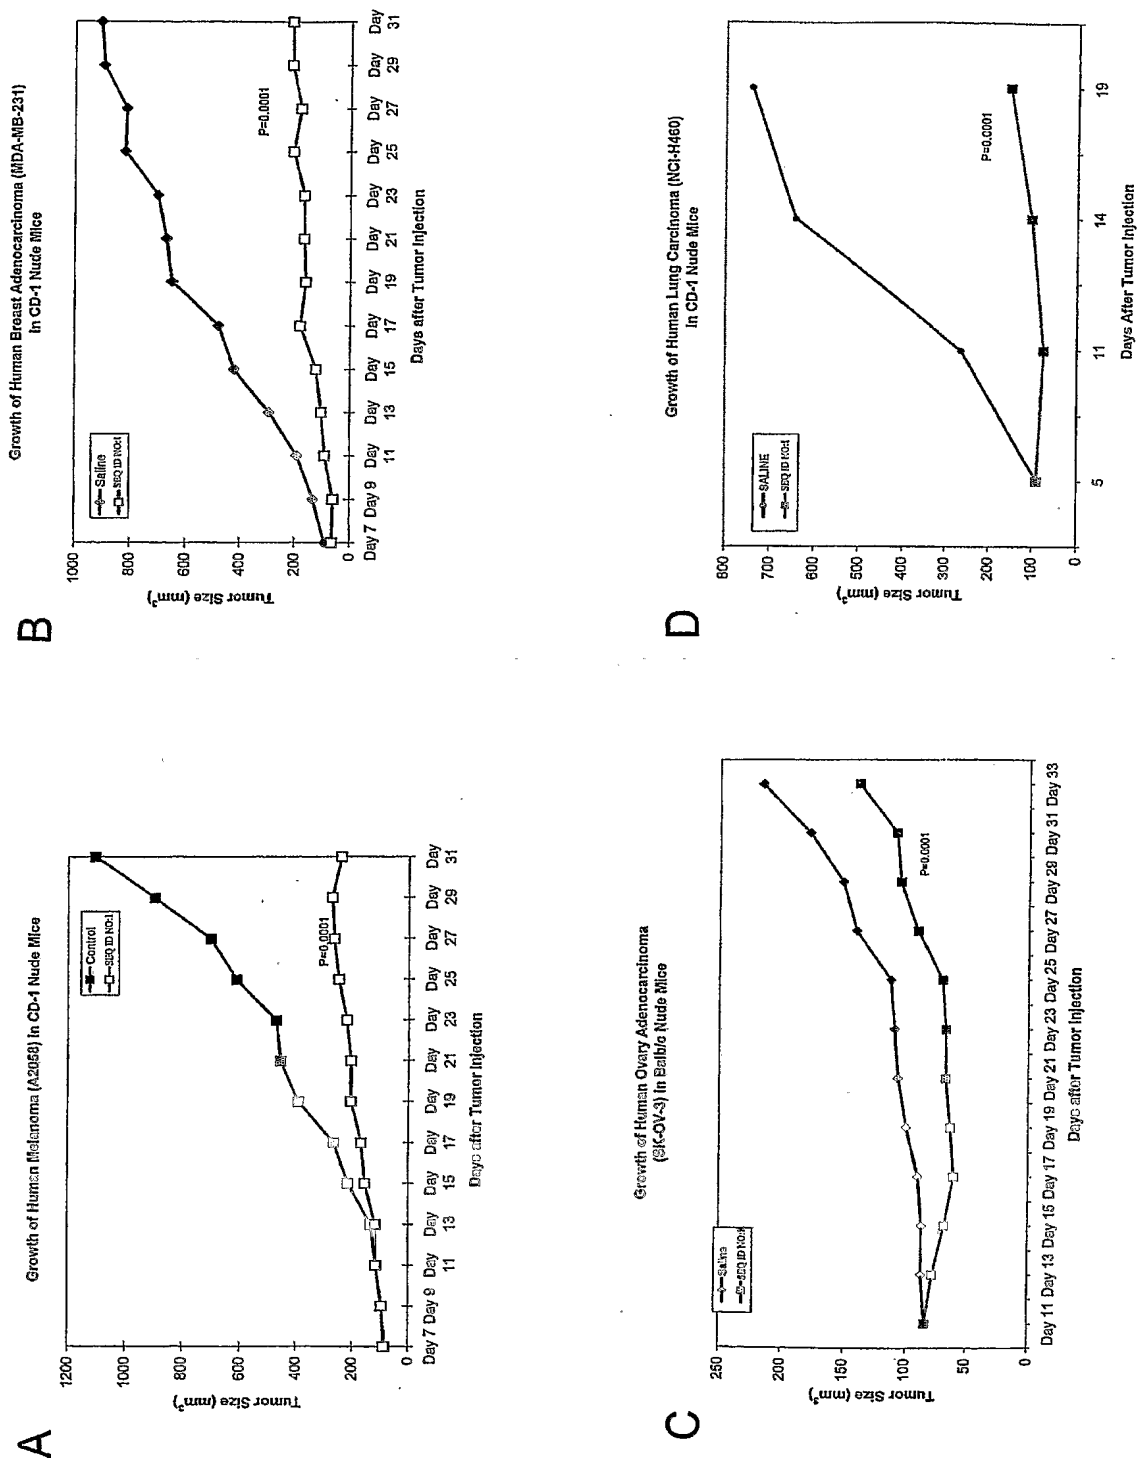 A
Growth of Human Melanoma (A2058) in CD-1 Nude Mice
Tumor Size (mm³)
1200
1000
800
600
400
200
0
Control
SEQ ID NO:1
P=0.0001
Day 7 Day 9 Day 11 Day 13 Day 15 Day 17 Day 19 Day 21 Day 23 Day 25 Day 27 Day 29 Day 31
Days after Tumor Injection
B
Growth of Human Breast Adenocarcinoma (MDA-MB-231)
in CD-1 Nude Mice
Tumor Size (mm³)
1000
800
600
400
200
0
Saline
SEQ ID NO:1
P=0.0001
Day 7 Day 9 Day 11 Day 13 Day 15 Day 17 Day 19 Day 21 Day 23 Day 25 Day 27 Day 29 Day 31
Days after Tumor Injection
C
Growth of Human Ovary Adenocarcinoma
(SK-OV-3) in Balb/c Nude Mice
Tumor Size (mm³)
250
200
150
100
50
0
Saline
SEQ ID NO:1
P=0.0001
Day 11 Day 13 Day 15 Day 17 Day 19 Day 21 Day 23 Day 25 Day 27 Day 29 Day 31 Day 33
Days after Tumor Injection
D
Growth of Human Lung Carcinoma (NCI-H460)
in CD-1 Nude Mice
Tumor Size (mm³)
800
700
600
500
400
300
200
100
0
SALINE
SEQ ID NO:1
P=0.0001
5 11 14 19
Days After Tumor Injection